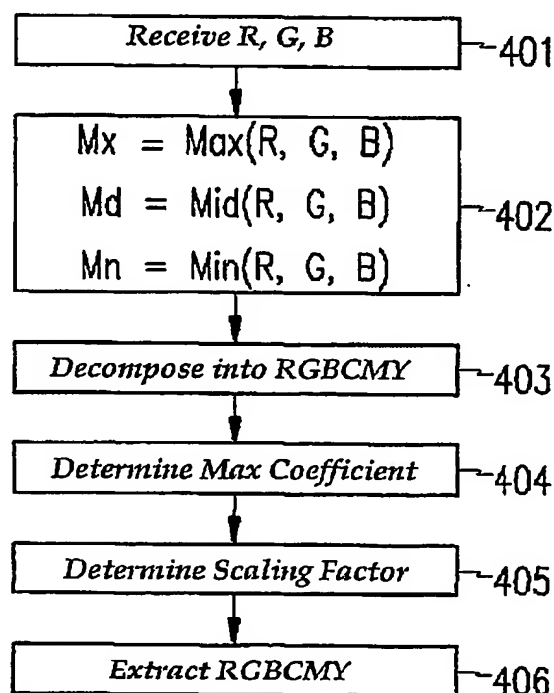 Receive R, G, B
401
Mx = Max(R, G, B)
Md = Mid(R, G, B)
Mn = Min(R, G, B)
402
Decompose into RGBCMY
403
Determine Max Coefficient
404
Determine Scaling Factor
405
Extract RGBCMY
406